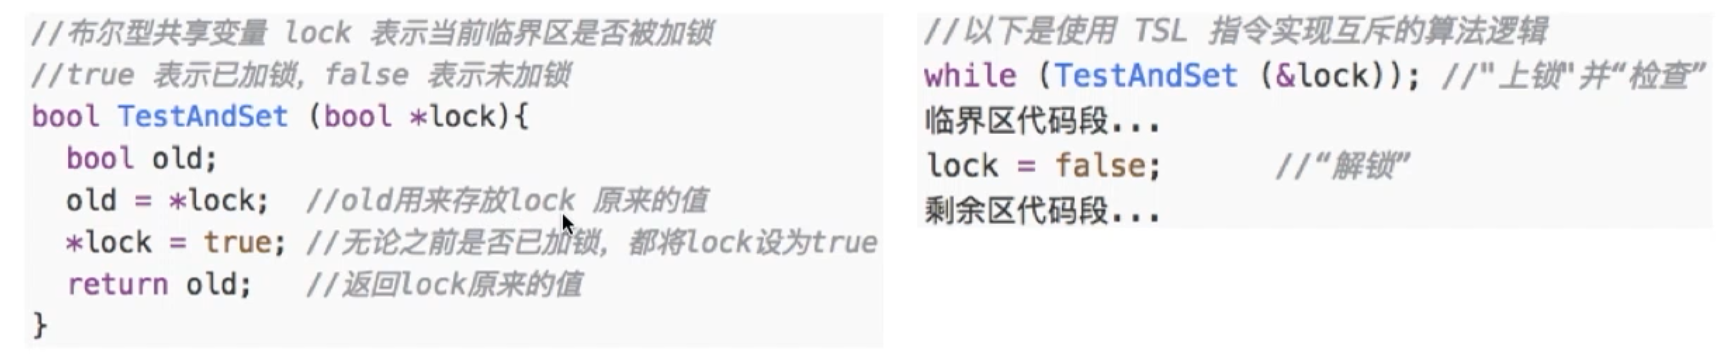 //布尔型共享变量 lock 表示当前临界区是否被加锁
//true 表示已加锁，false 表示未加锁
bool TestAndSet (bool *lock){
  bool old;
  old = *lock;  //old用来存放lock 原来的值
  *lock = true; //无论之前是否已加锁，都将lock设为true
  return old;   //返回lock原来的值
}
//以下是使用 TSL 指令实现互斥的算法逻辑
while (TestAndSet (&lock)); //"上锁"并“检查”
临界区代码段...
lock = false;       //“解锁”
剩余区代码段...